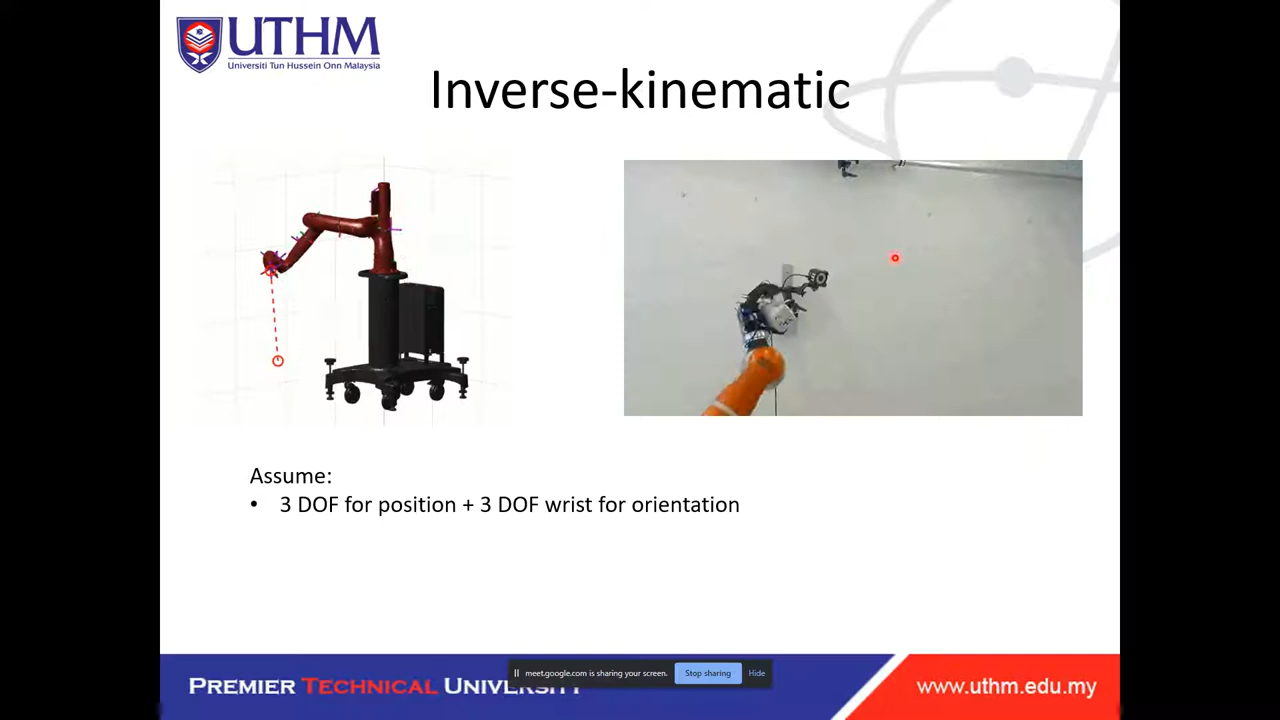 UTHM
Universiti Tun Hussein Onn Malaysia
Inverse-kinematic
Assume:
• 3 DOF for position + 3 DOF wrist for orientation
meet.google.com is sharing your screen.
Stop sharing
Hide
PREMIER TECHNICAL UNIVERSITY
www.uthm.edu.my